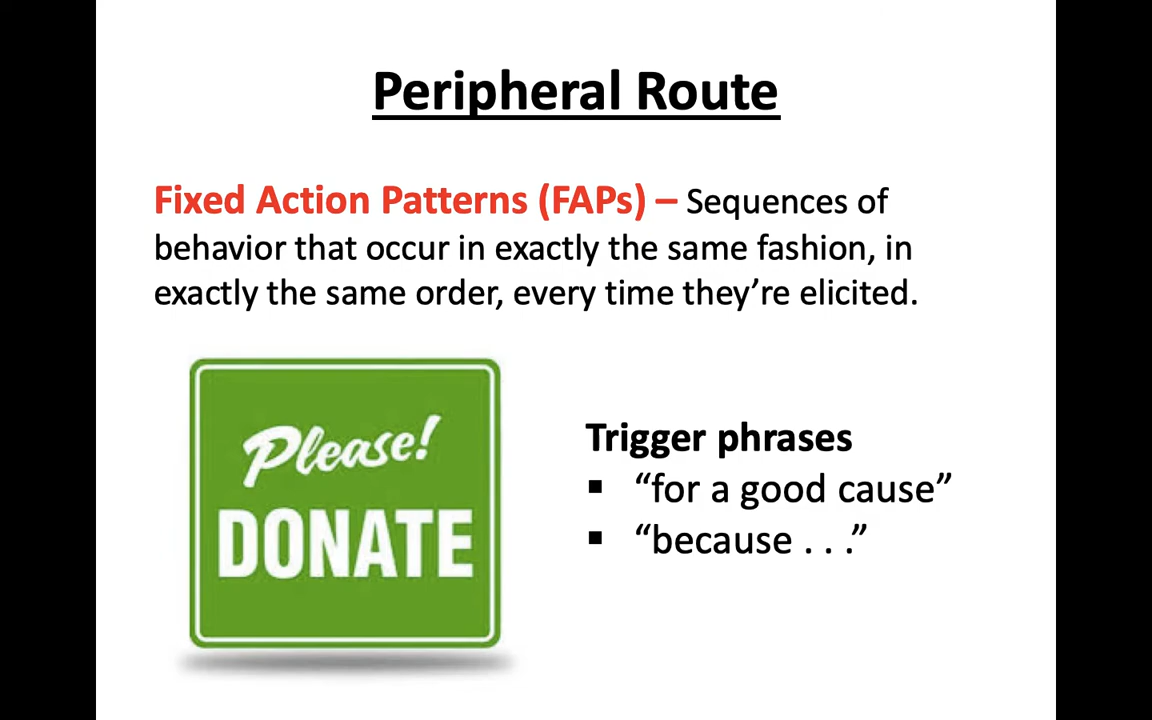 Peripheral Route
Fixed Action Patterns (FAPs) – Sequences of
behavior that occur in exactly the same fashion, in
exactly the same order, every time they’re elicited.
Please!
DONATE
Trigger phrases
▪ “for a good cause”
▪ “because . . .”